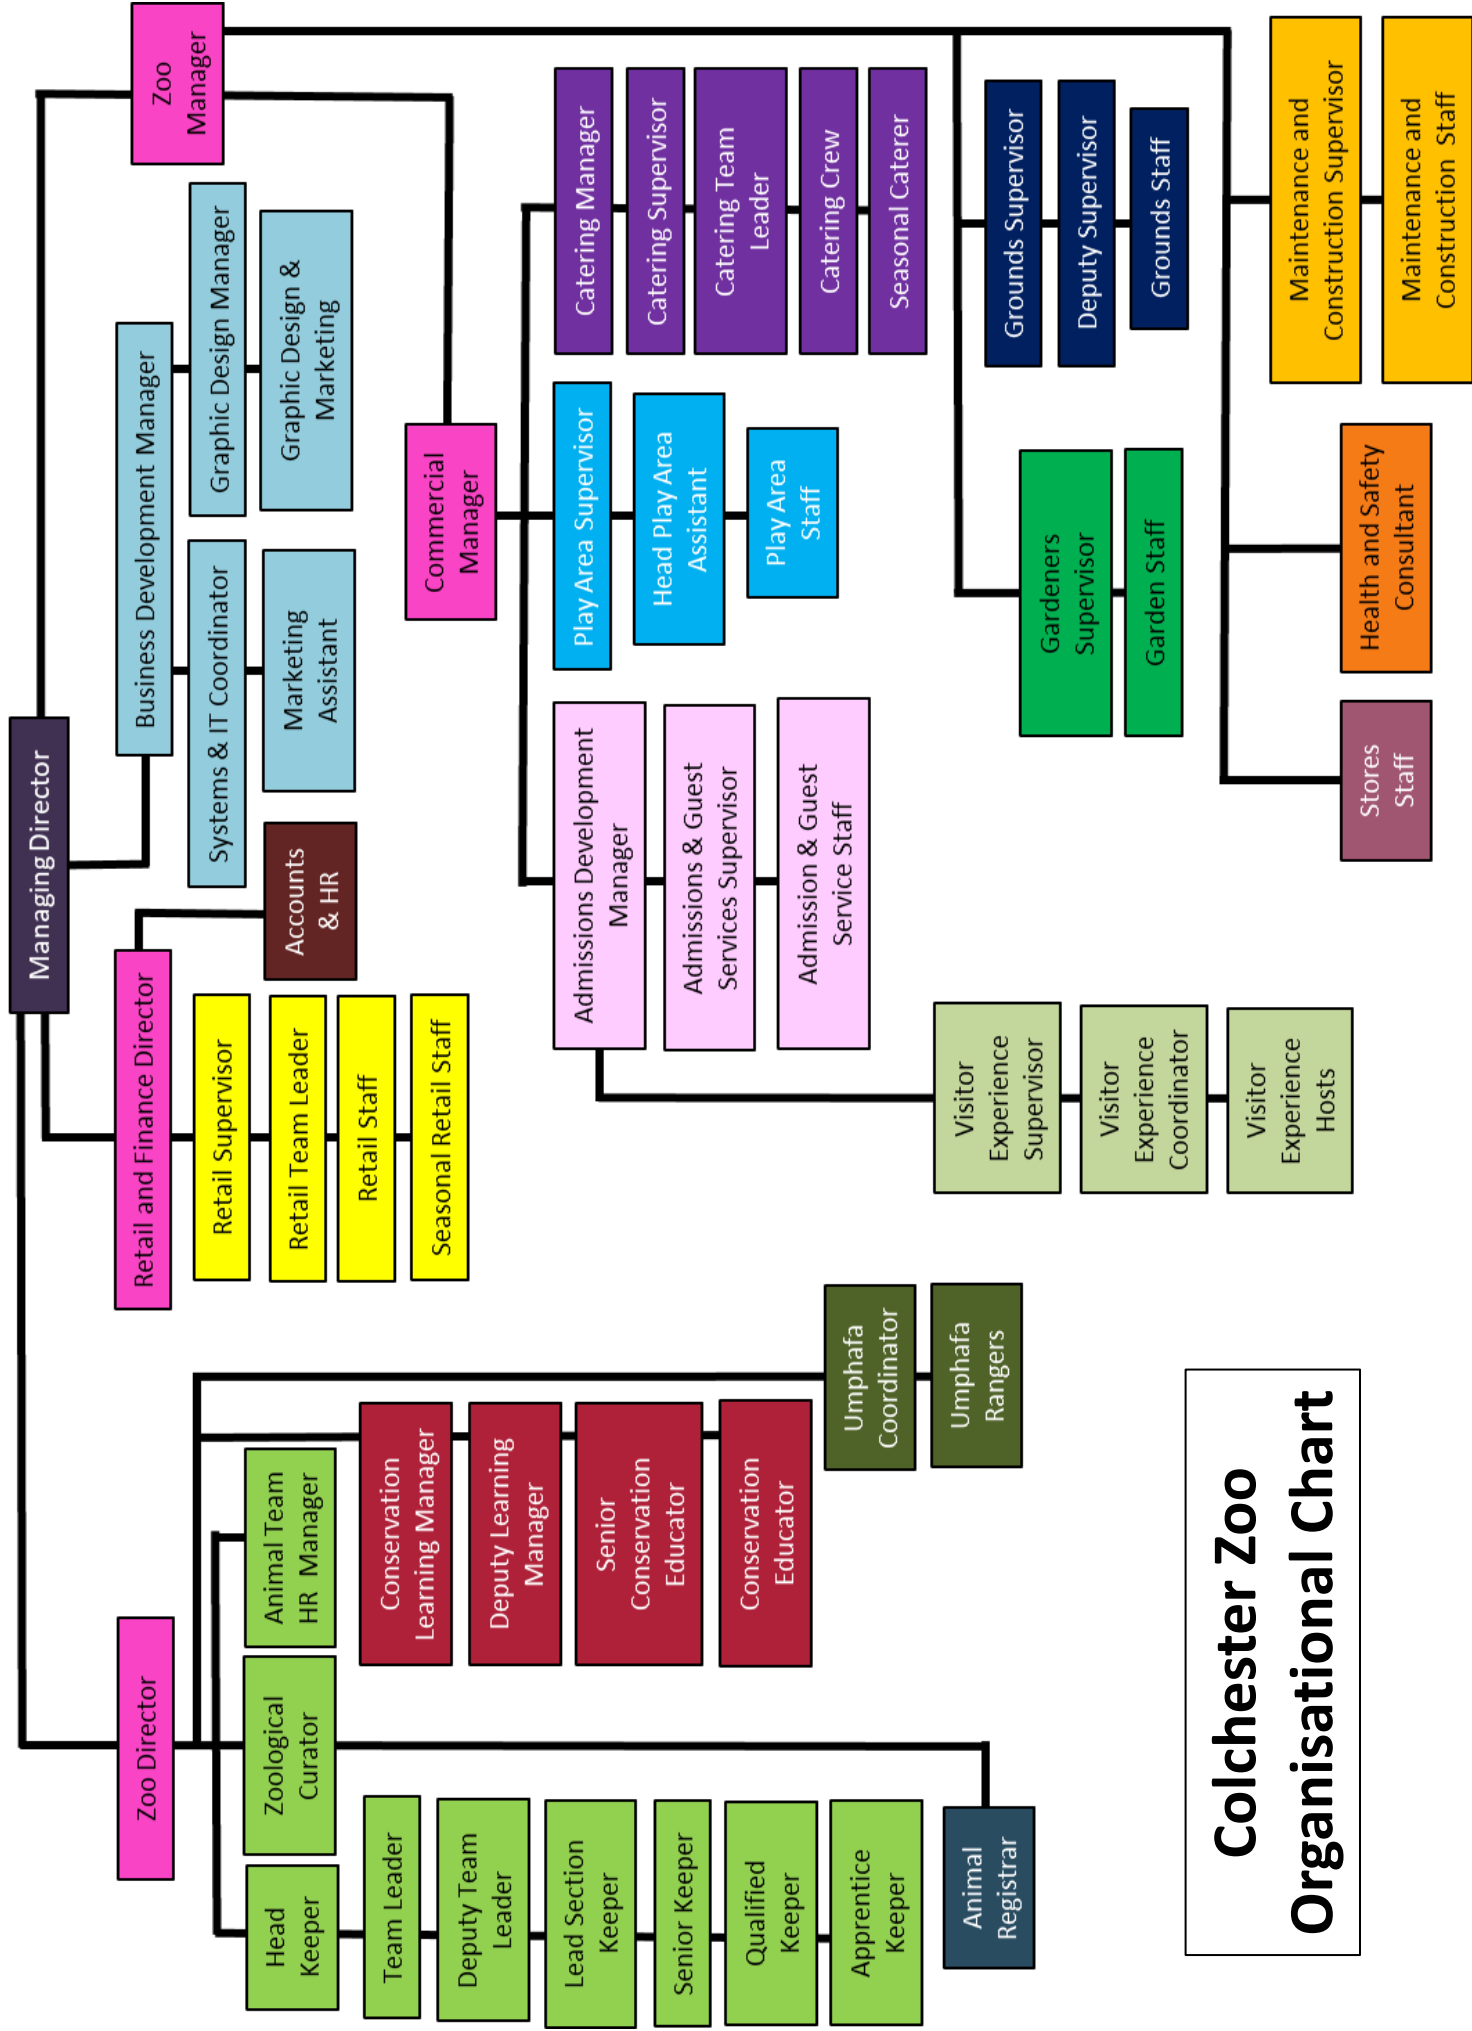 Managing Director
Zoo Director
Retail and Finance Director
Business Development Manager
Zoo
Manager
Head
Keeper
Zoological
Curator
Animal Team
HR Manager
Team Leader
Deputy Team
Leader
Lead Section
Keeper
Senior Keeper
Qualified
Keeper
Apprentice
Keeper
Animal
Registrar
Conservation
Learning Manager
Deputy Learning
Manager
Senior
Conservation
Educator
Conservation
Educator
Umphafa
Coordinator
Umphafa
Rangers
Retail Supervisor
Retail Team Leader
Retail Staff
Seasonal Retail Staff
Accounts
& HR
Systems & IT Coordinator
Marketing
Assistant
Graphic Design Manager
Graphic Design &
Marketing
Commercial
Manager
Admissions Development
Manager
Admissions & Guest
Services Supervisor
Admission & Guest
Service Staff
Visitor
Experience
Supervisor
Visitor
Experience
Coordinator
Visitor
Experience
Hosts
Play Area Supervisor
Head Play Area
Assistant
Play Area
Staff
Catering Manager
Catering Supervisor
Catering Team
Leader
Catering Crew
Seasonal Caterer
Gardeners
Supervisor
Garden Staff
Grounds Supervisor
Deputy Supervisor
Grounds Staff
Stores
Staff
Health and Safety
Consultant
Maintenance and
Construction Supervisor
Maintenance and
Construction Staff
Colchester Zoo
Organisational Chart